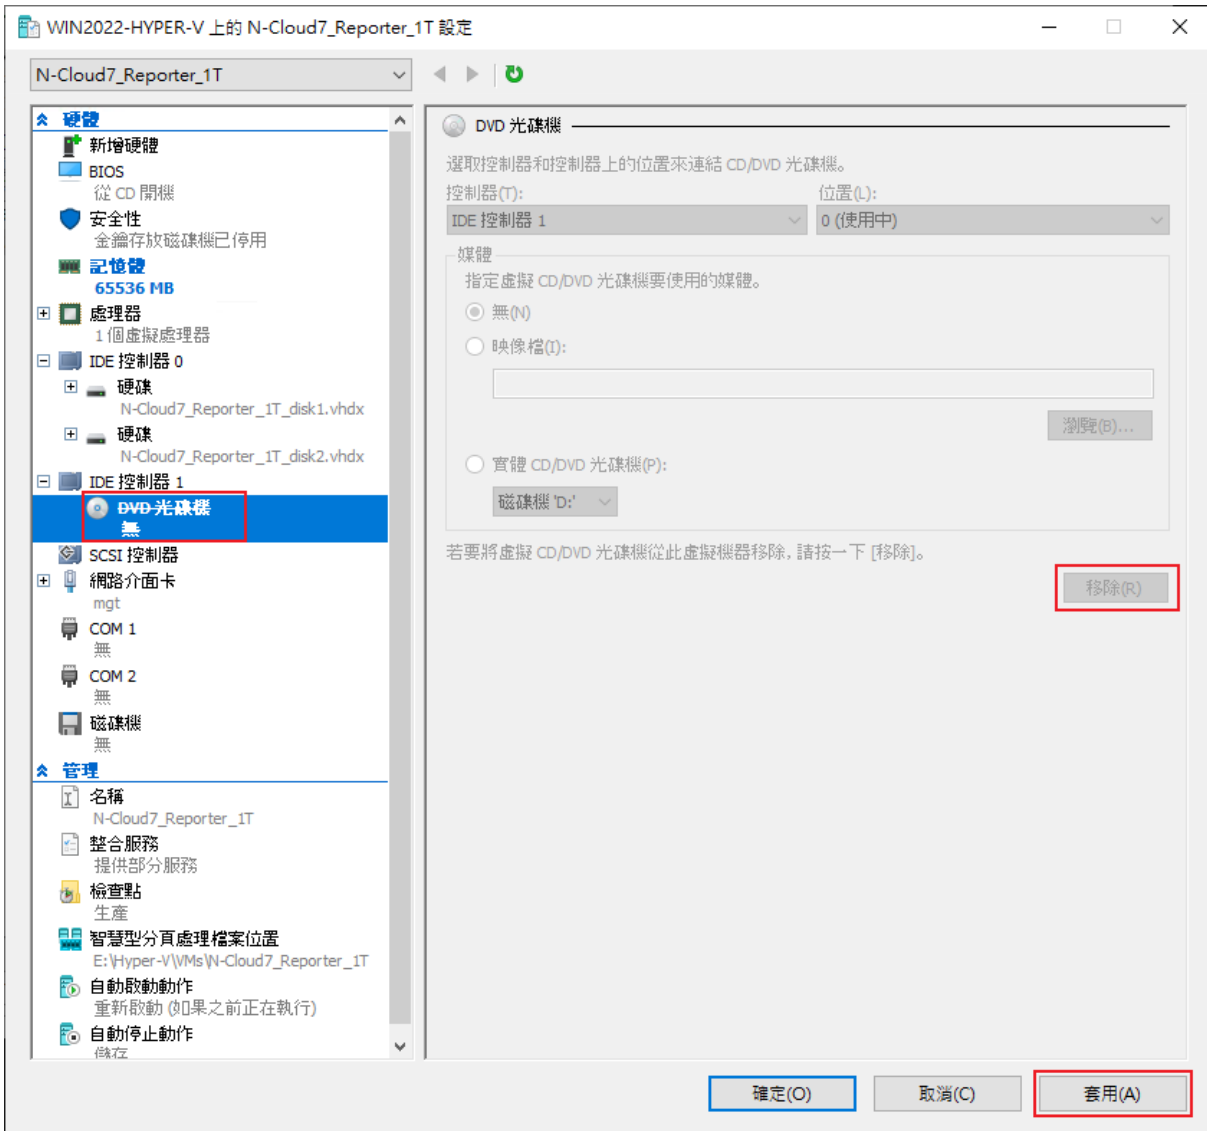 WIN2022-HYPER-V 上的 N-Cloud7_Reporter_1T 設定
N-Cloud7_Reporter_1T
硬體
新增硬體
BIOS
從 CD 開機
安全性
金鑰存放磁碟機已停用
記憶體
65536 MB
處理器
1 個虛擬處理器
IDE 控制器 0
硬碟
N-Cloud7_Reporter_1T_disk1.vhdx
硬碟
N-Cloud7_Reporter_1T_disk2.vhdx
IDE 控制器 1
DVD 光碟機
無
SCSI 控制器
網路介面卡
mgt
COM 1
無
COM 2
無
磁碟機
無
管理
名稱
N-Cloud7_Reporter_1T
整合服務
提供部分服務
檢查點
生產
智慧型分頁處理檔案位置
E:\Hyper-V\VMs\N-Cloud7_Reporter_1T
自動啟動動作
重新啟動 (如果之前正在執行)
自動停止動作
儲存
DVD 光碟機
選取控制器和控制器上的位置來連結 CD/DVD 光碟機。
控制器(T): 位置(L):
IDE 控制器 1 0 (使用中)
媒體
指定虛擬 CD/DVD 光碟機要使用的媒體。
無(N)
映像檔(I):
瀏覽(B)...
實體 CD/DVD 光碟機(P):
磁碟機 'D:'
若要將虛擬 CD/DVD 光碟機從此虛擬機器移除, 請按一下 [移除]。
移除(R)
確定(O) 取消(C) 套用(A)